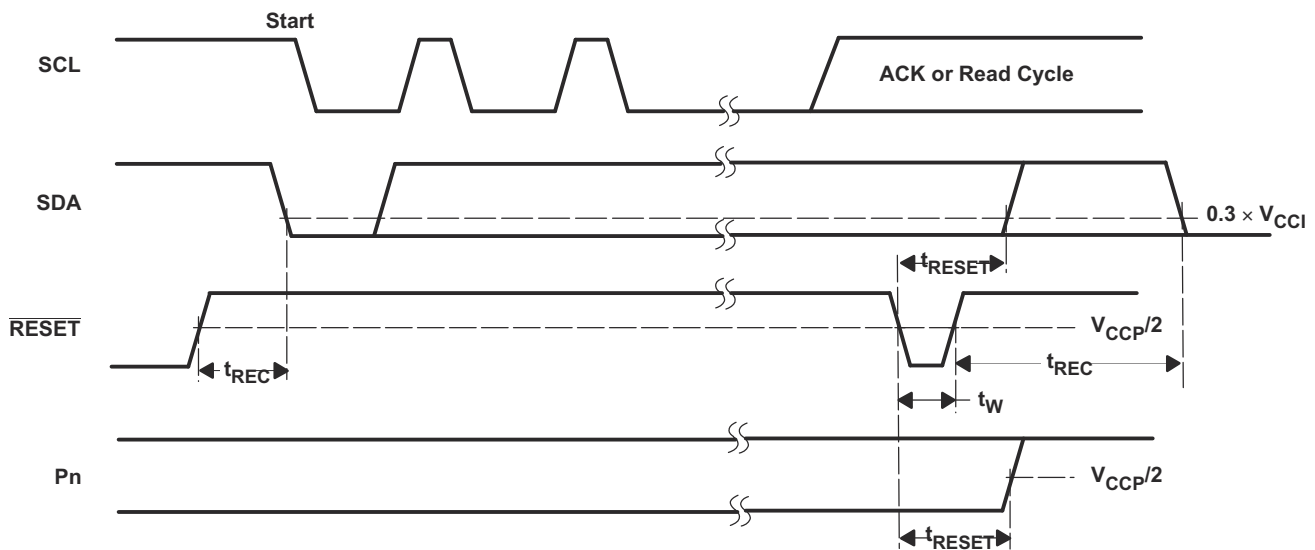 Start
SCL
ACK or Read Cycle
SDA
0.3 × VCCI
tRESET
RESET
VCCP/2
tREC
tREC
tW
Pn
VCCP/2
tRESET